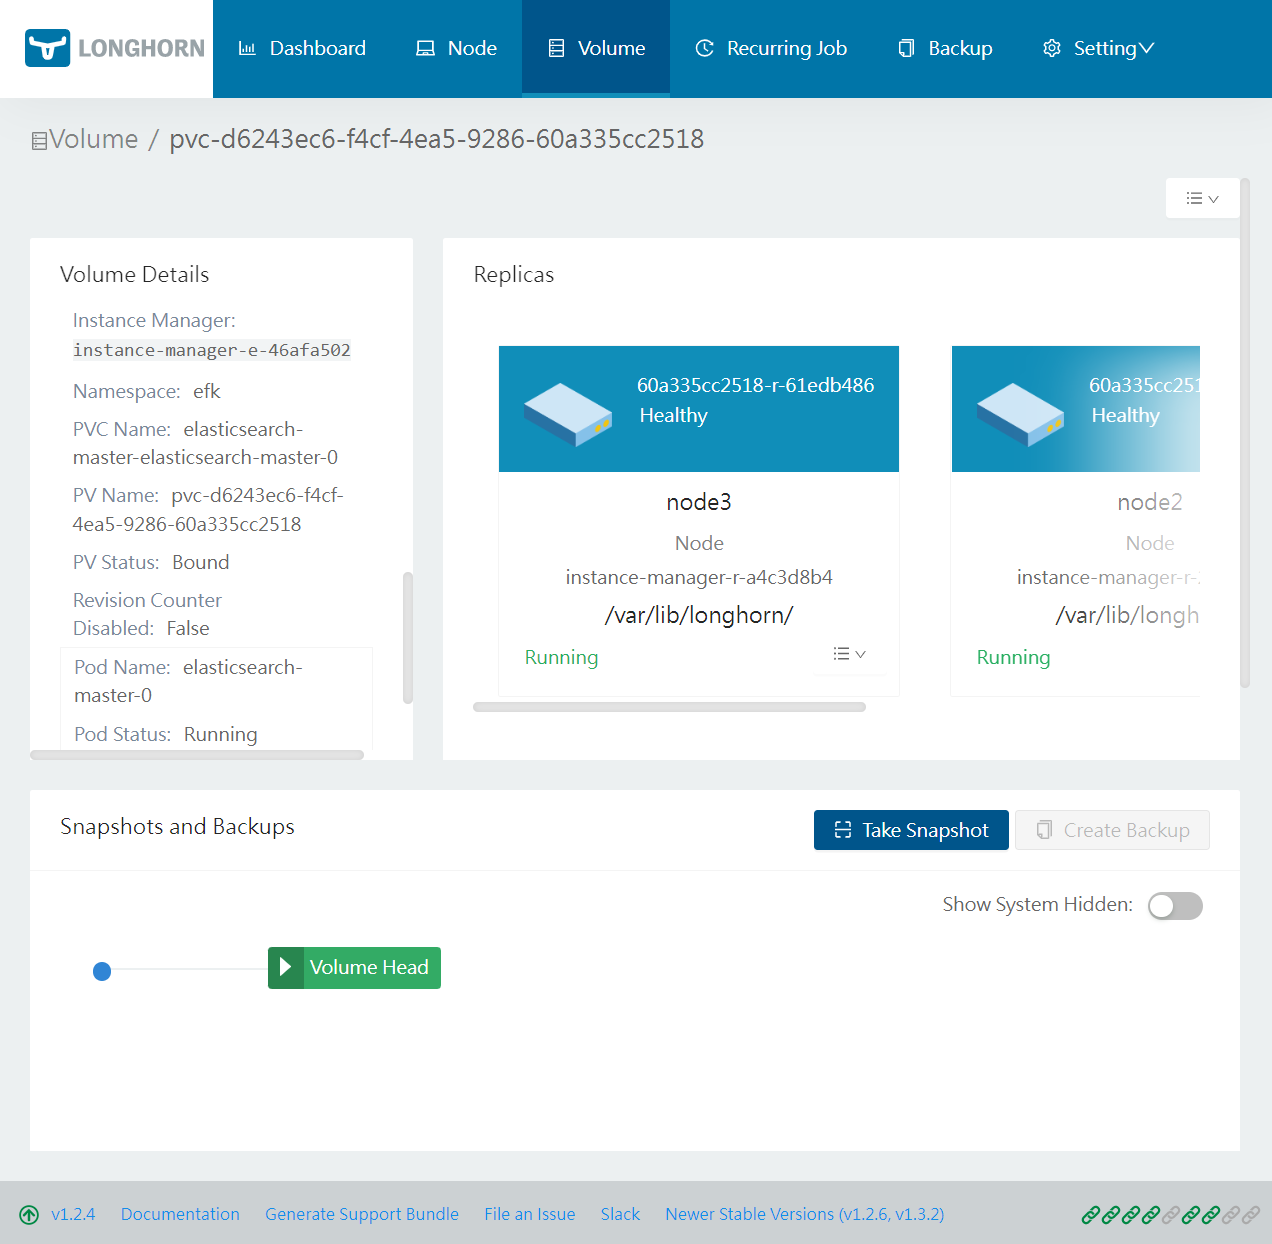 LONGHORN
Dashboard
Node
Volume
Recurring Job
Backup
Setting
Volume / pvc-d6243ec6-f4cf-4ea5-9286-60a335cc2518
Volume Details
Instance Manager:
instance-manager-e-46afa502
Namespace: efk
PVC Name: elasticsearch-
master-elasticsearch-master-0
PV Name: pvc-d6243ec6-f4cf-
4ea5-9286-60a335cc2518
PV Status: Bound
Revision Counter
Disabled: False
Pod Name: elasticsearch-
master-0
Pod Status: Running
Replicas
60a335cc2518-r-61edb486
Healthy
node3
Node
instance-manager-r-a4c3d8b4
/var/lib/longhorn/
Running
60a335cc251
Healthy
node2
Node
instance-manager-r-
/var/lib/longh
Running
Snapshots and Backups
Take Snapshot
Create Backup
Show System Hidden:
Volume Head
v1.2.4
Documentation
Generate Support Bundle
File an Issue
Slack
Newer Stable Versions (v1.2.6, v1.3.2)